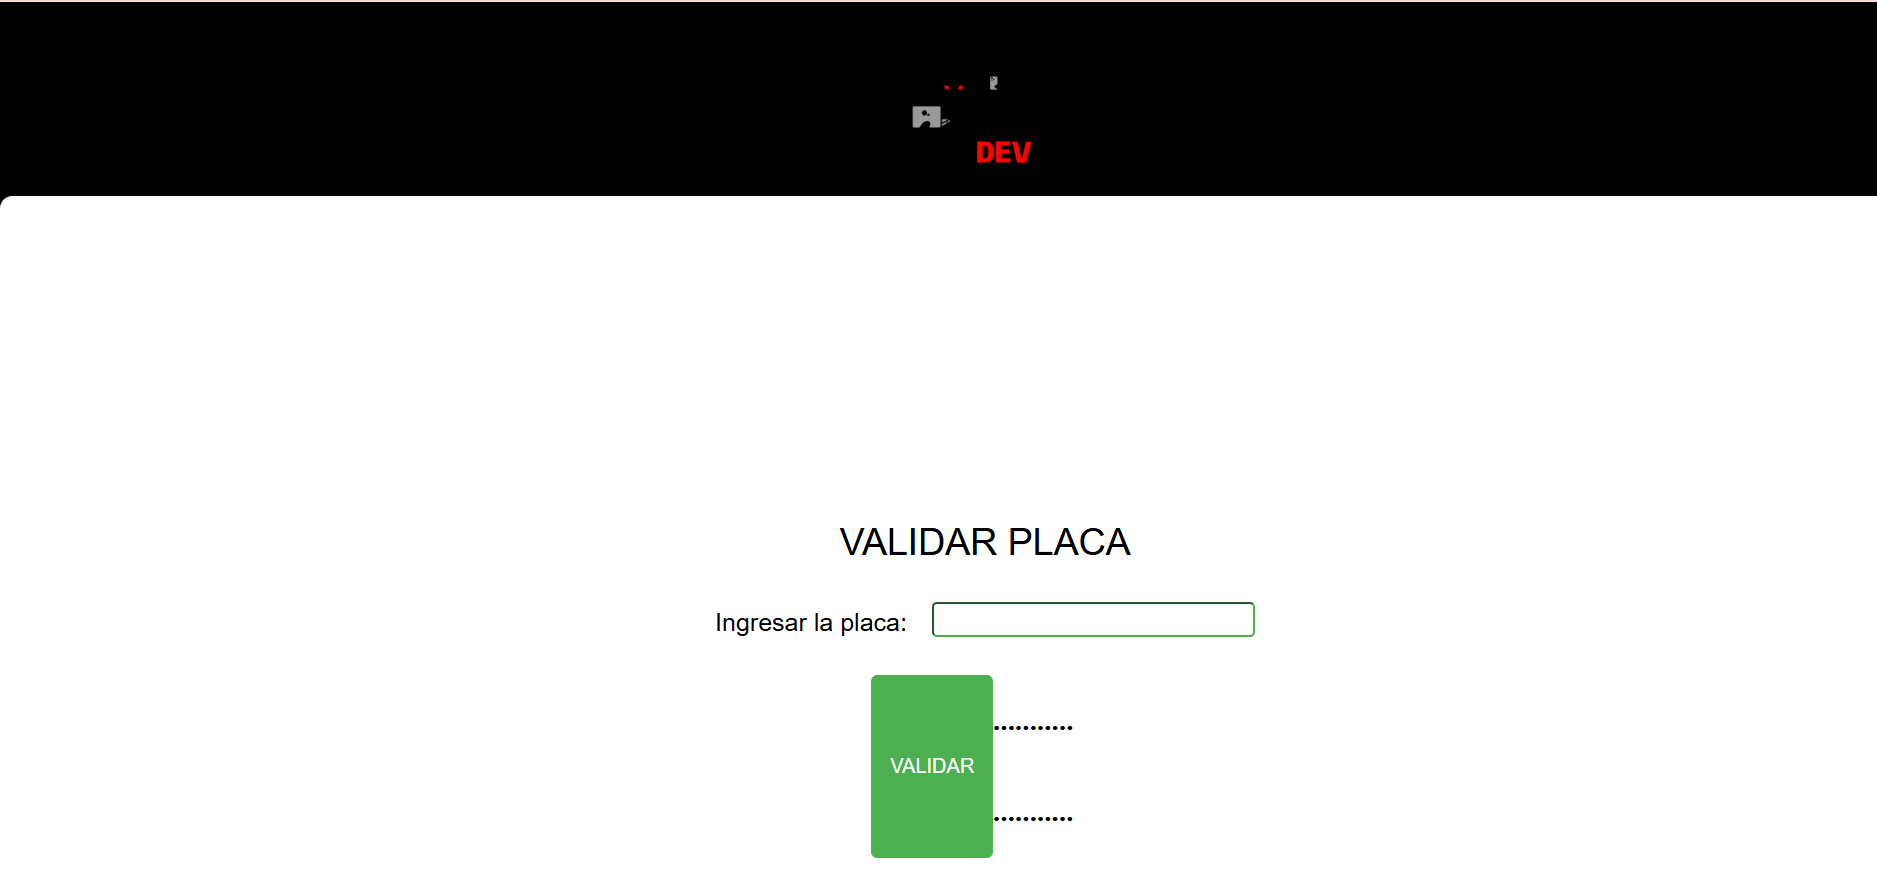 DEV
VALIDAR PLACA
Ingresar la placa:
...........
VALIDAR
...........